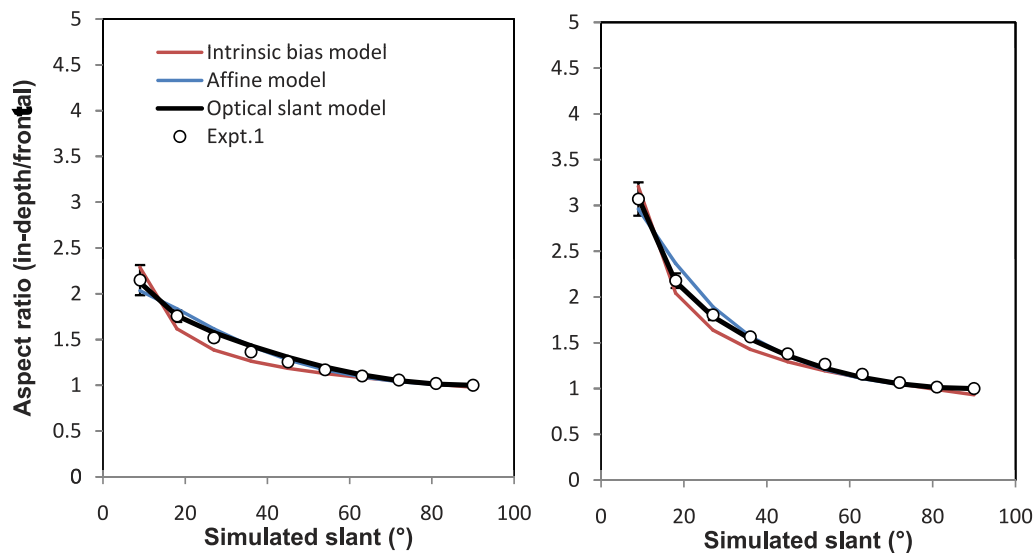 Aspect ratio (in-depth/frontal)
5
4.5
4
3.5
3
2.5
2
1.5
1
0.5
0
Intrinsic bias model
Affine model
Optical slant model
Expt.1
0 20 40 60 80 100
Simulated slant (°)
5
4.5
4
3.5
3
2.5
2
1.5
1
0.5
0
0 20 40 60 80 100
Simulated slant (°)